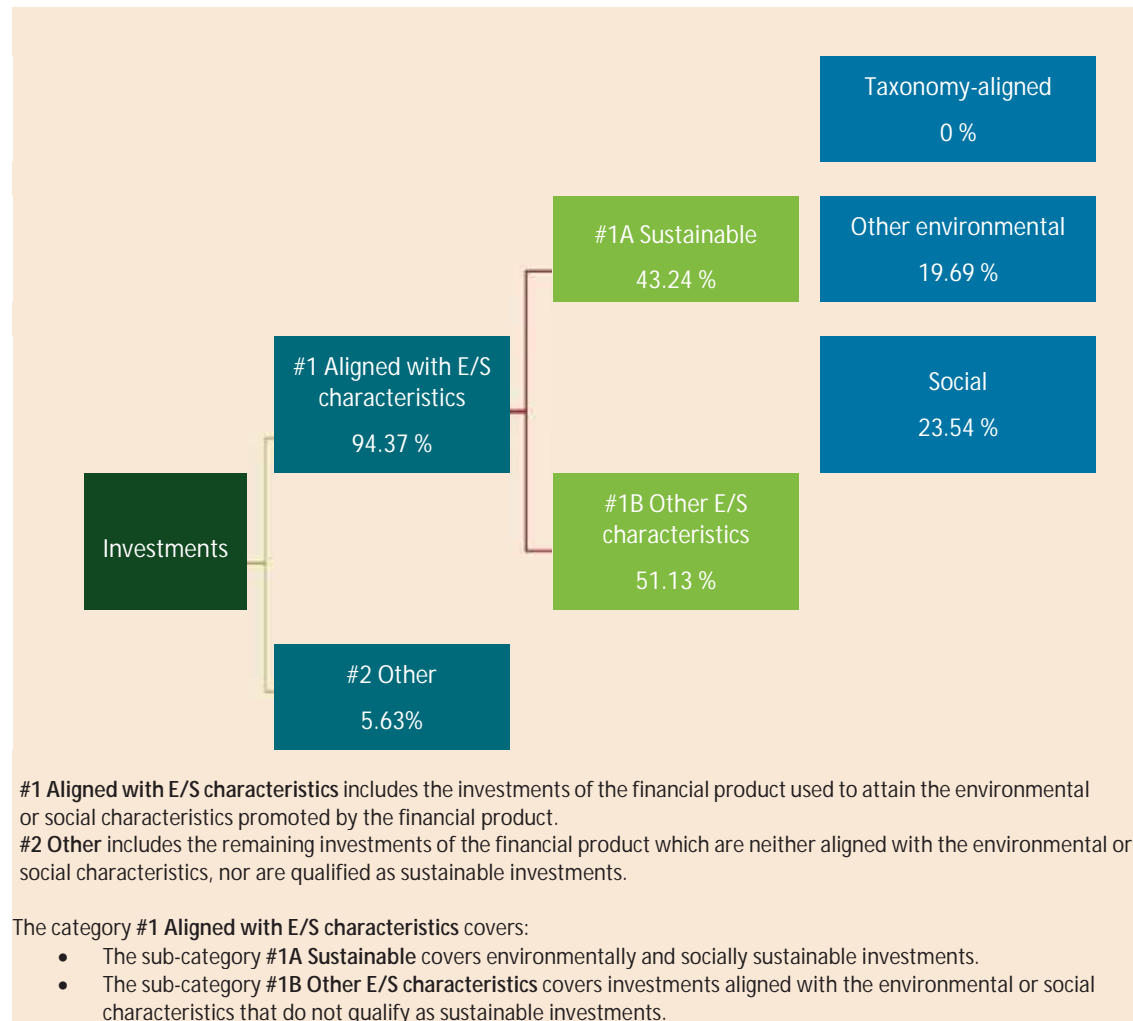 Taxonomy-aligned
0 %
#1A Sustainable
43.24 %
Other environmental
19.69 %
#1 Aligned with E/S
characteristics
94.37 %
Social
23.54 %
Investments
#1B Other E/S
characteristics
51.13 %
#2 Other
5.63%
#1 Aligned with E/S characteristics includes the investments of the financial product used to attain the environmental
or social characteristics promoted by the financial product.
#2 Other includes the remaining investments of the financial product which are neither aligned with the environmental or
social characteristics, nor are qualified as sustainable investments.
The category #1 Aligned with E/S characteristics covers:
• The sub-category #1A Sustainable covers environmentally and socially sustainable investments.
• The sub-category #1B Other E/S characteristics covers investments aligned with the environmental or social
characteristics that do not qualify as sustainable investments.